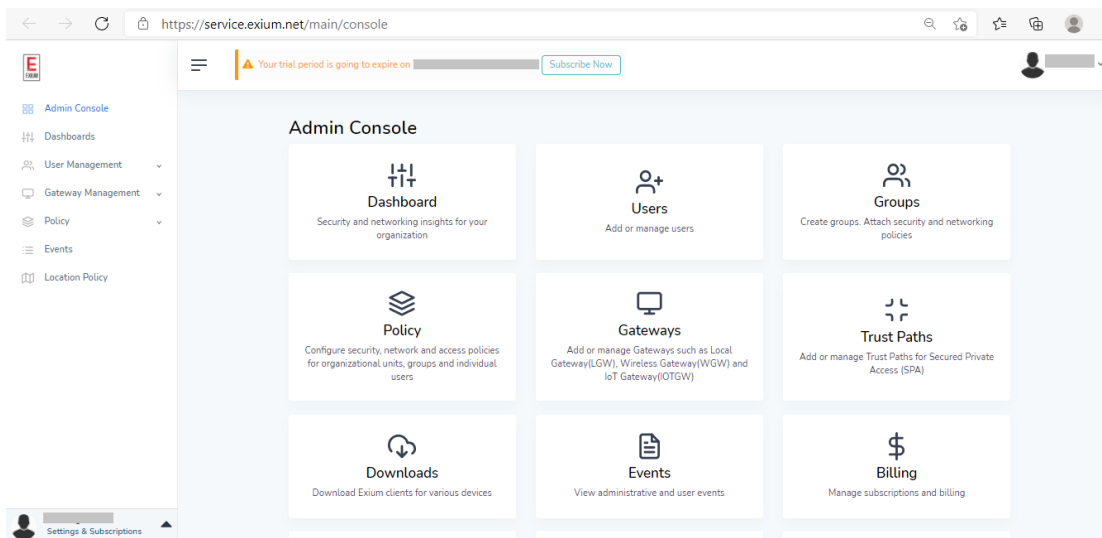 https://service.exium.net/main/console
E
EXIUM
Your trial period is going to expire on
Subscribe Now
Admin Console
Dashboards
User Management
Gateway Management
Policy
Events
Location Policy
Settings & Subscriptions
Admin Console
Dashboard
Security and networking insights for your
organization
Users
Add or manage users
Groups
Create groups. Attach security and networking
policies
Policy
Configure security, network and access policies
for organizational units, groups and individual
users
Gateways
Add or manage Gateways such as Local
Gateway(LGW), Wireless Gateway(WGW) and
IoT Gateway(IOTGW)
Trust Paths
Add or manage Trust Paths for Secured Private
Access (SPA)
Downloads
Download Exium clients for various devices
Events
View administrative and user events
Billing
Manage subscriptions and billing